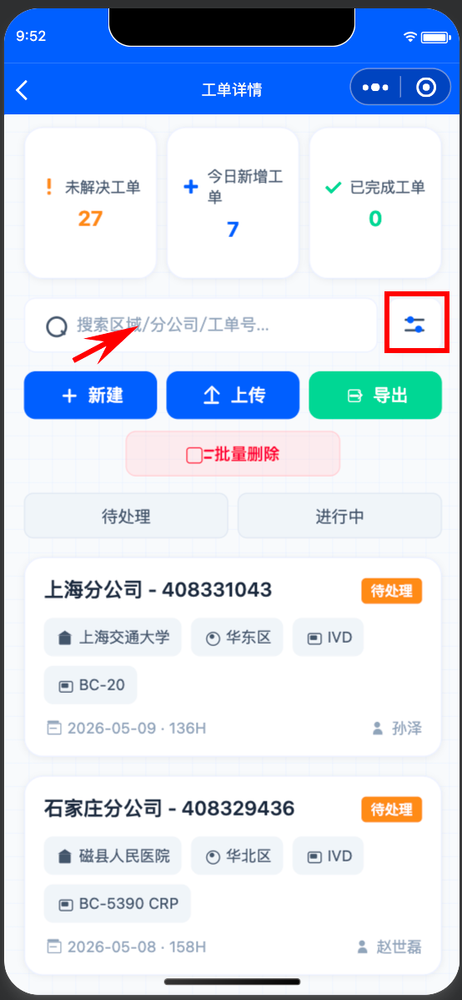 9:52
工单详情
未解决工单
27
今日新增工
单
7
已完成工单
0
搜索区域/分公司/工单号...
新建
上传
导出
批量删除
待处理
进行中
上海分公司 - 408331043
待处理
上海交通大学
华东区
IVD
BC-20
2026-05-09 · 136H
孙泽
石家庄分公司 - 408329436
待处理
磁县人民医院
华北区
IVD
BC-5390 CRP
2026-05-08 · 158H
赵世磊